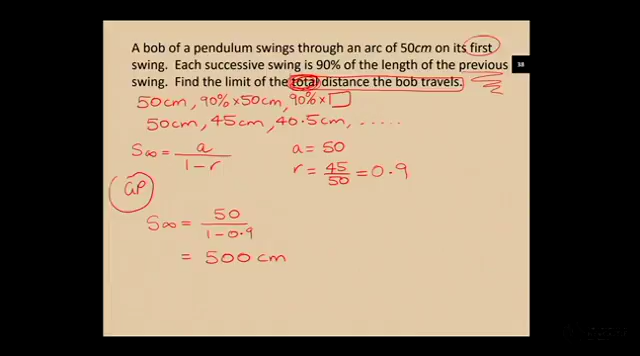 A bob of a pendulum swings through an arc of 50cm on its first
swing. Each successive swing is 90% of the length of the previous
swing. Find the limit of the total distance the bob travels.
38
50cm, 90% × 50cm, 90% × □
50cm, 45cm, 40.5cm, .....
S∞ = a / 1 - r
a = 50
r = 45/50 = 0.9
GP
S∞ = 50 / 1 - 0.9
= 500 cm